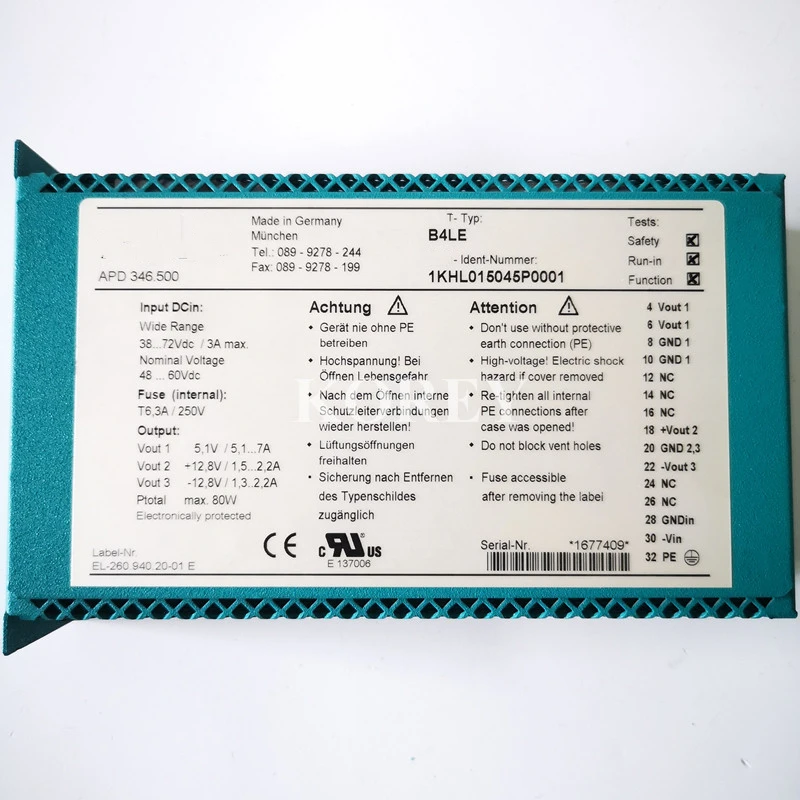 Made in Germany
München
Tel.: 089 - 9278 - 244
Fax: 089 - 9278 - 199
APD 346.500
T- Typ:
B4LE
- Ident-Nummer:
1KHL015045P0001
Tests:
Safety
Run-in
Function
Input DCin:
Wide Range
38...72Vdc / 3A max.
Nominal Voltage
48 ... 60Vdc
Fuse (internal):
T6,3A / 250V
Output:
Vout 1 5,1V / 5,1...7A
Vout 2 +12,8V / 1,5...2,2A
Vout 3 -12,8V / 1,3...2,2A
Ptotal max. 80W
Electronically protected
Label-Nr.
EL-260.940.20-01 E
Achtung
• Gerät nie ohne PE
betreiben
• Hochspannung! Bei
Öffnen Lebensgefahr
• Nach dem Öffnen interne
Schutzleiterverbindungen
wieder herstellen!
• Lüftungsöffnungen
freihalten
• Sicherung nach Entfernen
des Typenschildes
zugänglich
CE
C RU US
E 137006
Attention
• Don't use without protective
earth connection (PE)
• High-voltage! Electric shock
hazard if cover removed
• Re-tighten all internal
PE connections after
case was opened!
• Do not block vent holes
• Fuse accessible
after removing the label
Serial-Nr. *1677409*
4 Vout 1
6 Vout 1
8 GND 1
10 GND 1
12 NC
14 NC
16 NC
18 +Vout 2
20 GND 2,3
22 -Vout 3
24 NC
26 NC
28 GNDin
30 -Vin
32 PE